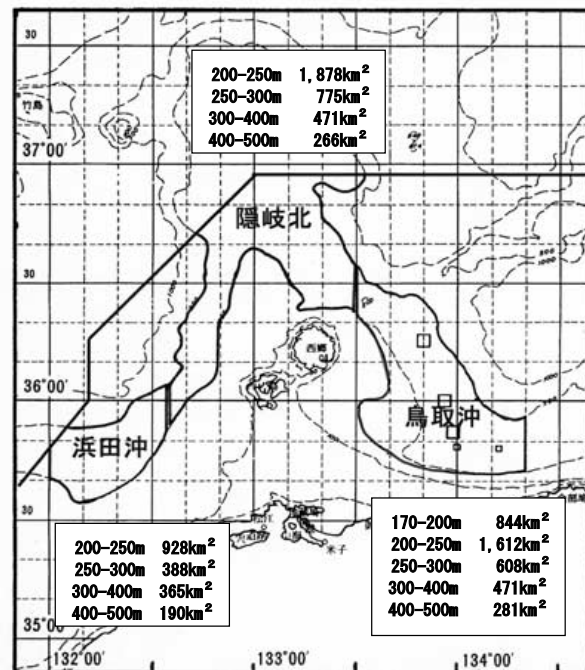 30
200-250m 1,878km²
250-300m 775km²
300-400m 471km²
400-500m 266km²
竹島
37°00′
隠岐北
30
西郷
36°00′
鳥取沖
浜田沖
30
200-250m 928km²
250-300m 388km²
300-400m 365km²
400-500m 190km²
170-200m 844km²
200-250m 1,612km²
250-300m 608km²
300-400m 471km²
400-500m 281km²
米子
35°00′
132°00′ 133°00′ 134°00′